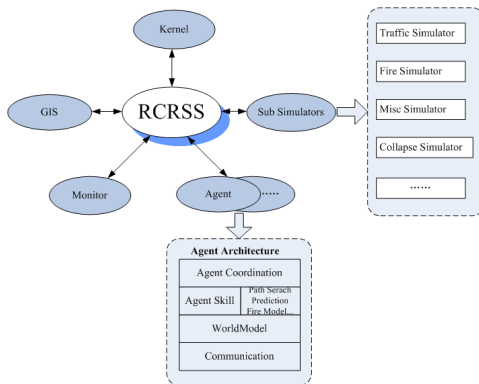 Kernel
Traffic Simulator
Fire Simulator
GIS
RCRSS
Sub Simulators
Misc Simulator
Collapse Simulator
Monitor
Agent
......
......
Agent Architecture
Agent Coordination
Agent Skill
Path Serach
Prediction
Fire Model...
WorldModel
Communication